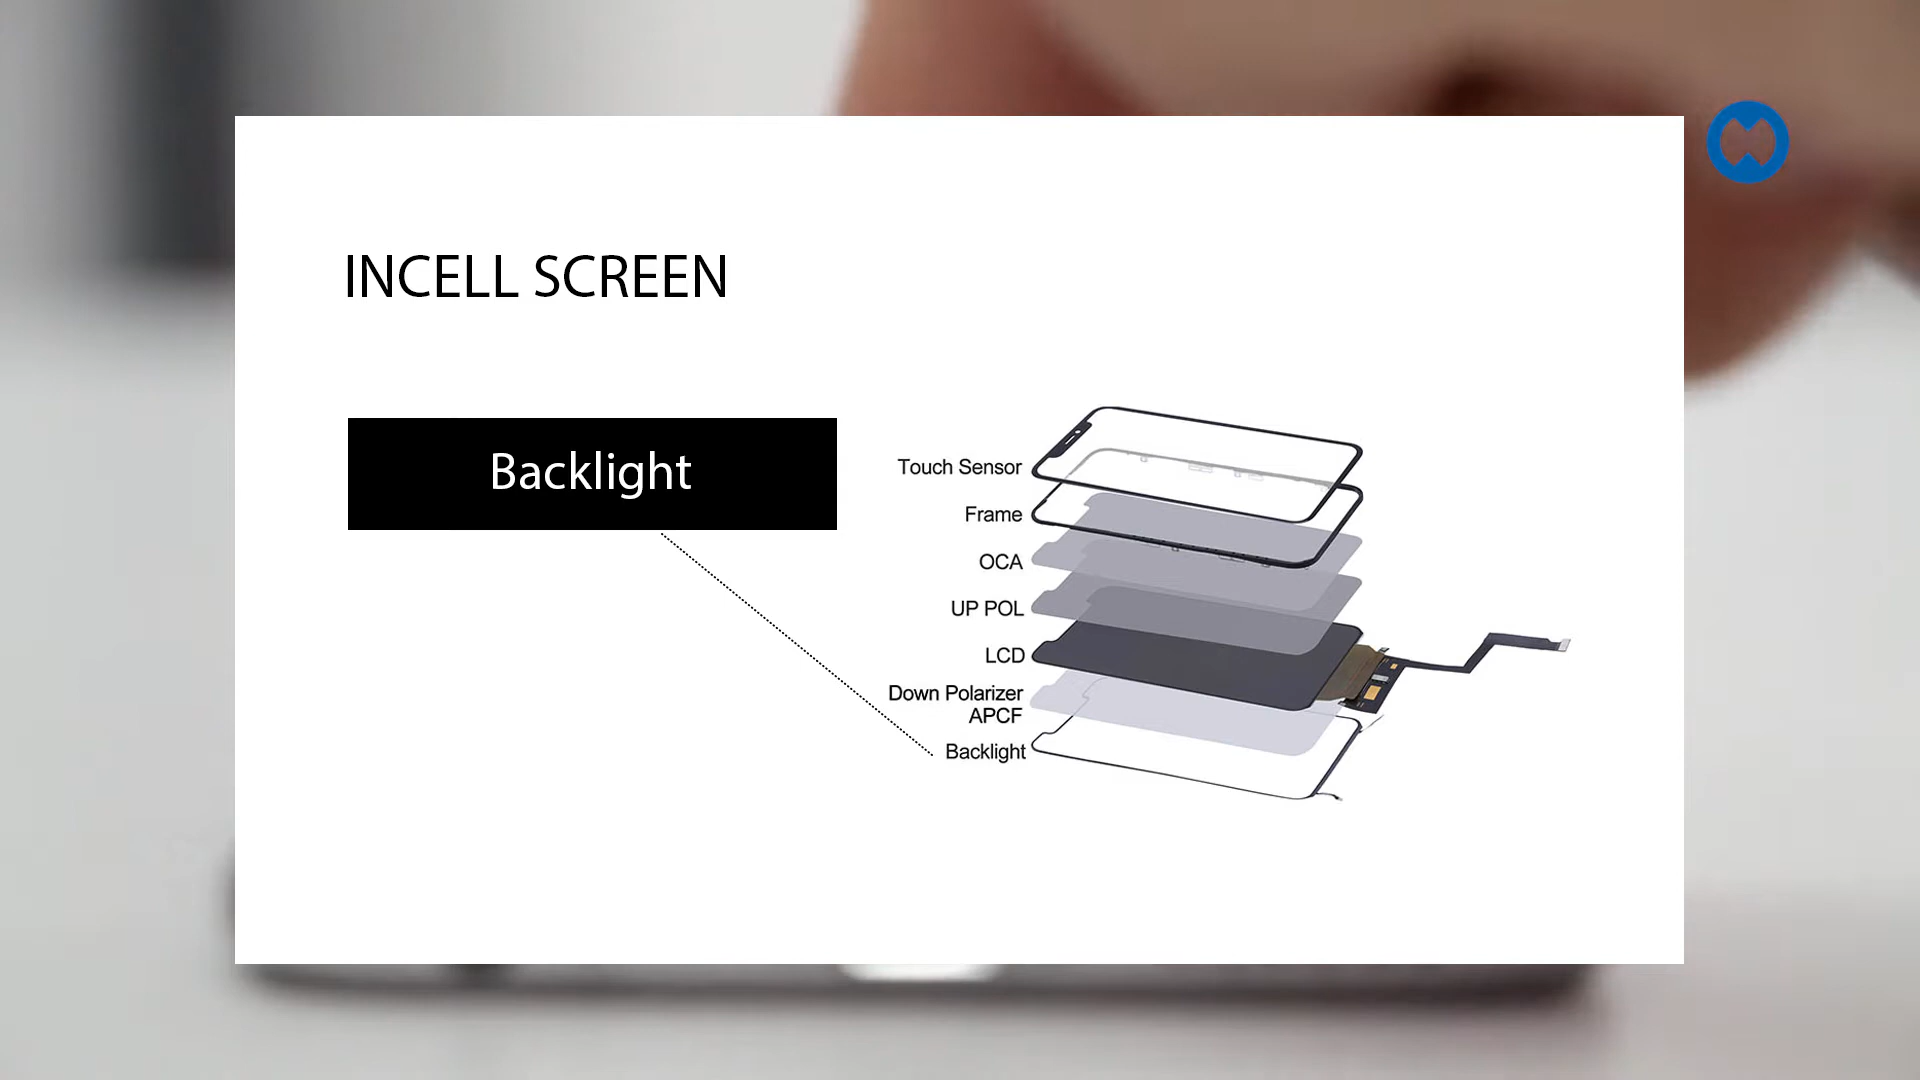 INCELL SCREEN
Backlight
Touch Sensor
Frame
OCA
UP POL
LCD
Down Polarizer
APCF
Backlight